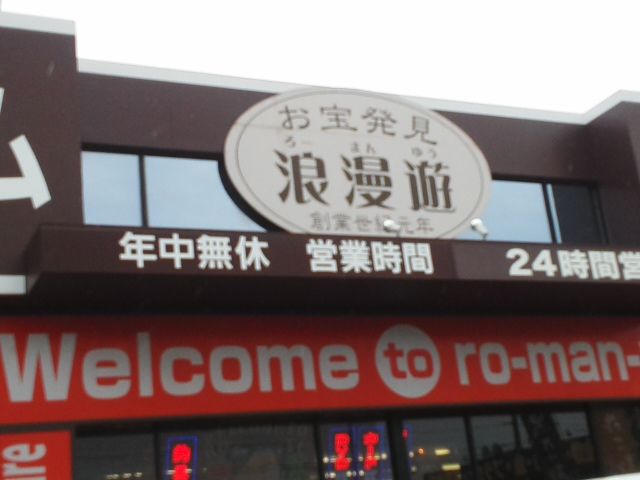 お宝発見
ろーまんゆう
浪漫遊
創業世紀元年
年中無休 営業時間 24時間営
Welcome to ro-man-